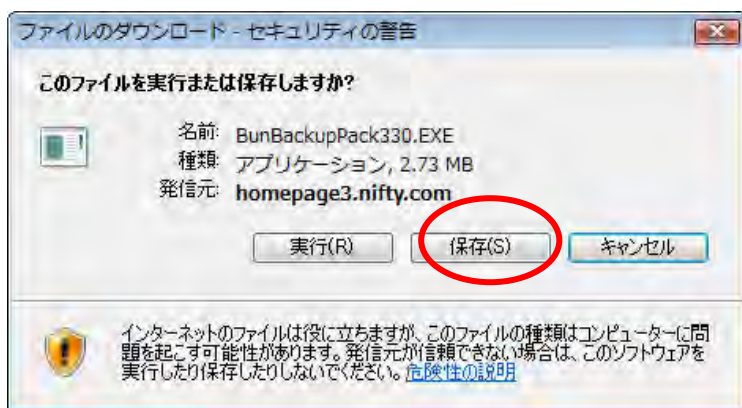 ファイルのダウンロード - セキュリティの警告
このファイルを実行または保存しますか?
名前: BunBackupPack330.EXE
種類: アプリケーション, 2.73 MB
発信元: homepage3.nifty.com
実行(R) 保存(S) キャンセル
インターネットのファイルは役に立ちますが、このファイルの種類はコンピューターに問
題を起こす可能性があります。発信元が信頼できない場合は、このソフトウェアを
実行したり保存したりしないでください。危険性の説明